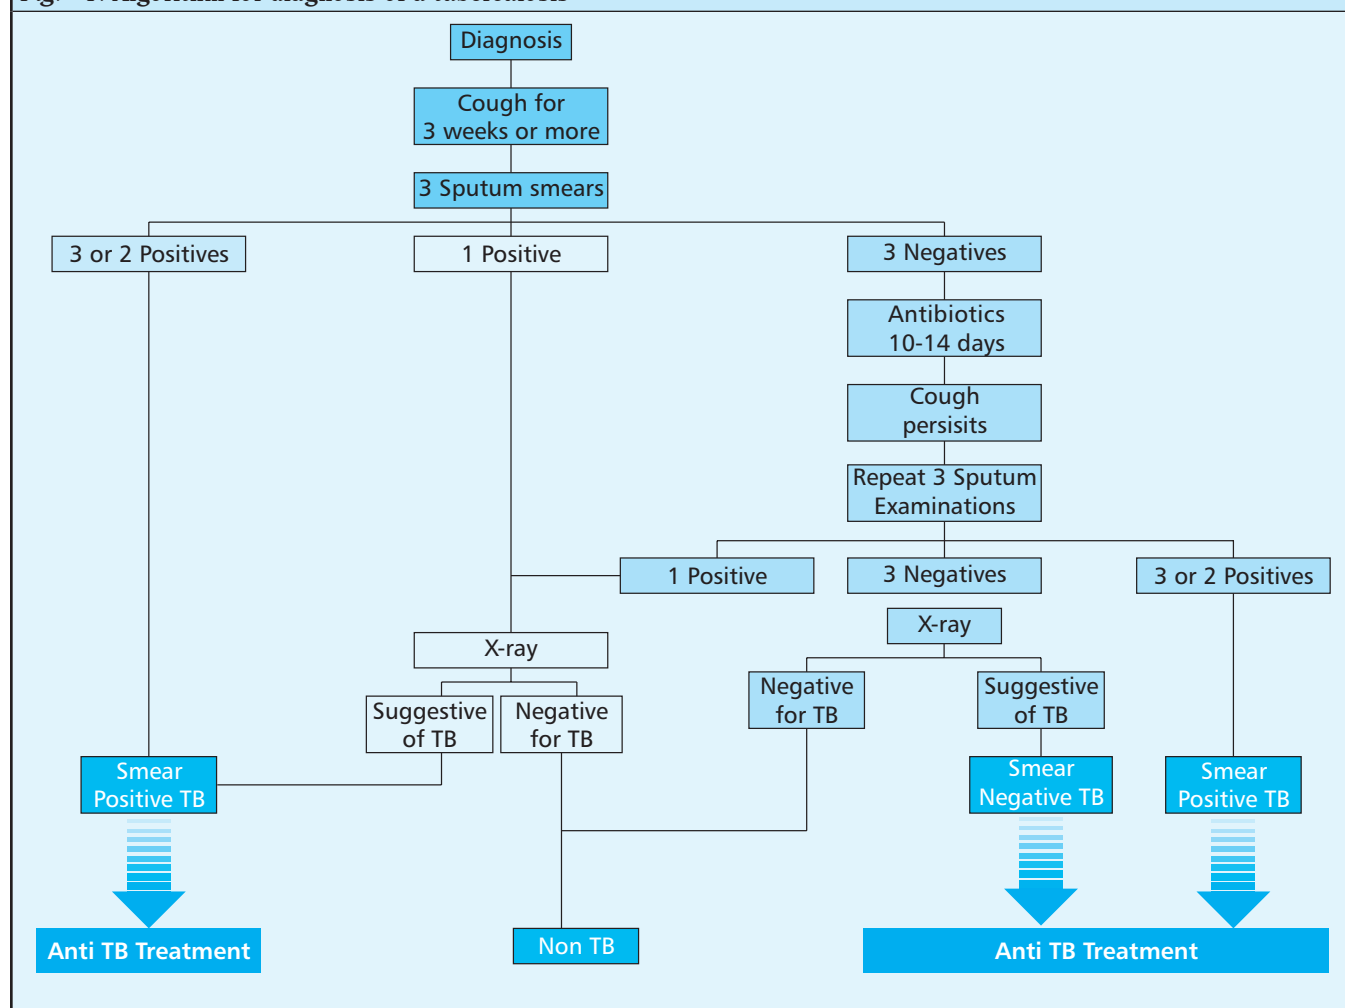 Diagnosis
Cough for
3 weeks or more
3 Sputum smears
3 or 2 Positives
1 Positive
3 Negatives
Antibiotics
10-14 days
Cough
persisits
Repeat 3 Sputum
Examinations
1 Positive
3 Negatives
3 or 2 Positives
X-ray
X-ray
Suggestive
of TB
Negative
for TB
Negative
for TB
Suggestive
of TB
Smear
Positive TB
Smear
Negative TB
Smear
Positive TB
Anti TB Treatment
Non TB
Anti TB Treatment